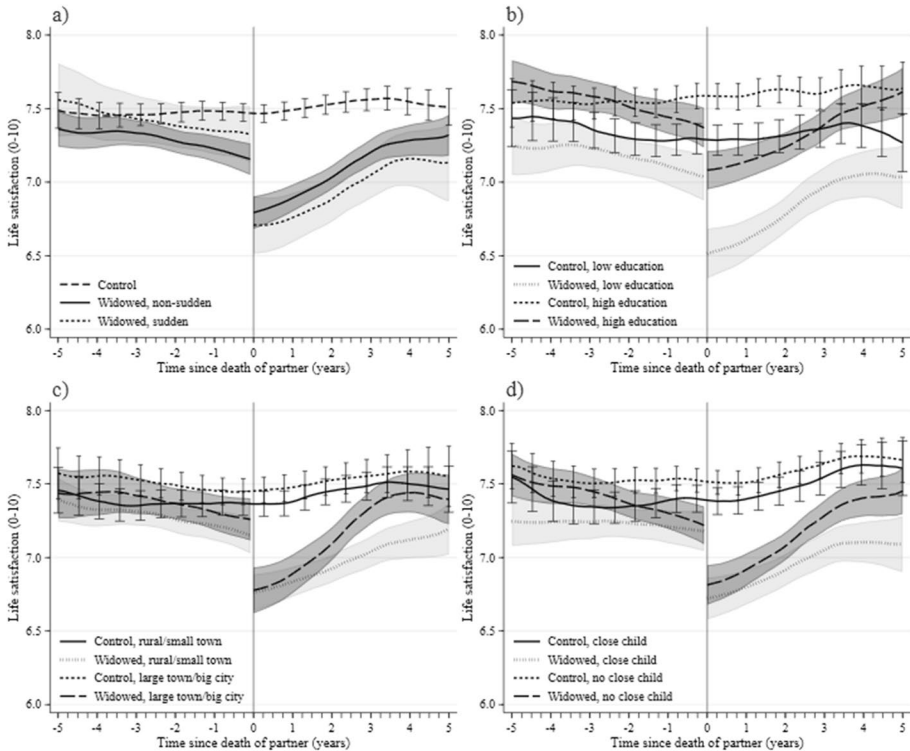 a)
Life satisfaction (0-10)
8.0
7.5
7.0
6.5
6.0
Control
Widowed, non-sudden
Widowed, sudden
-5 -4 -3 -2 -1 0 1 2 3 4 5
Time since death of partner (years)
b)
Life satisfaction (0-10)
8.0
7.5
7.0
6.5
6.0
Control, low education
Widowed, low education
Control, high education
Widowed, high education
-5 -4 -3 -2 -1 0 1 2 3 4 5
Time since death of partner (years)
c)
Life satisfaction (0-10)
8.0
7.5
7.0
6.5
6.0
Control, rural/small town
Widowed, rural/small town
Control, large town/big city
Widowed, large town/big city
-5 -4 -3 -2 -1 0 1 2 3 4 5
Time since death of partner (years)
d)
Life satisfaction (0-10)
8.0
7.5
7.0
6.5
6.0
Control, close child
Widowed, close child
Control, no close child
Widowed, no close child
-5 -4 -3 -2 -1 0 1 2 3 4 5
Time since death of partner (years)